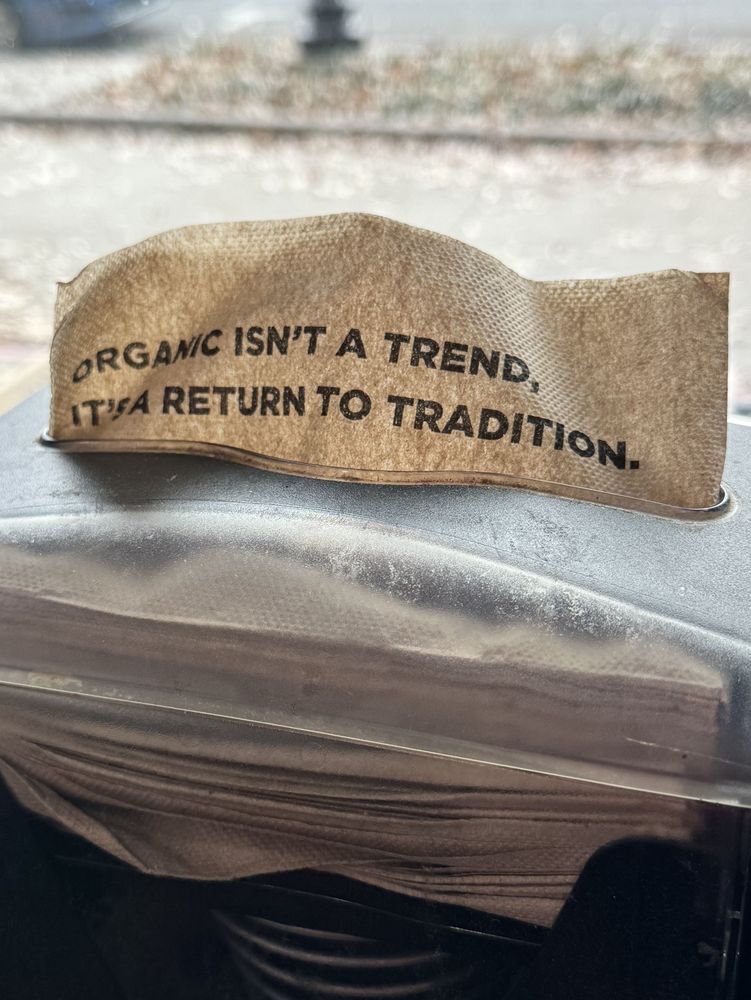 ORGANIC ISN'T A TREND,
IT'S A RETURN TO TRADITION.